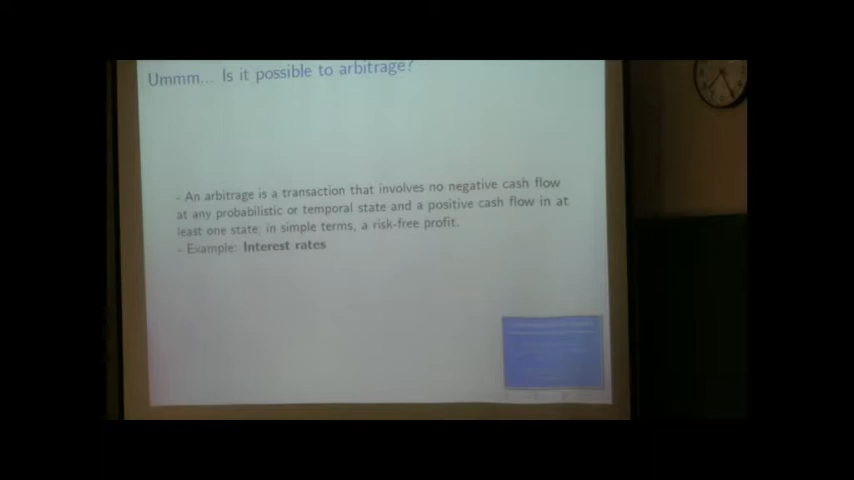 Ummm... Is it possible to arbitrage?
- An arbitrage is a transaction that involves no negative cash flow
at any probabilistic or temporal state and a positive cash flow in at
least one state; in simple terms, a risk-free profit.
- Example: Interest rates